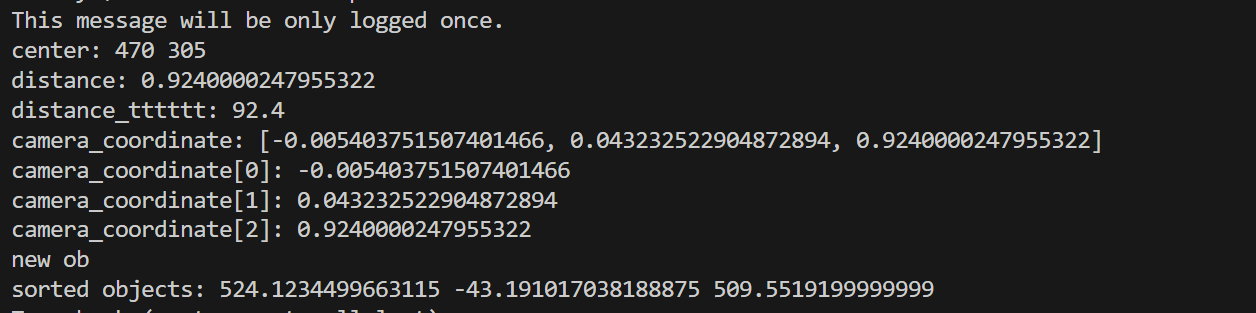 This message will be only logged once.
center: 470 305
distance: 0.9240000247955322
distance_tttttt: 92.4
camera_coordinate: [-0.005403751507401466, 0.043232522904872894, 0.9240000247955322]
camera_coordinate[0]: -0.005403751507401466
camera_coordinate[1]: 0.043232522904872894
camera_coordinate[2]: 0.9240000247955322
new ob
sorted objects: 524.1234499663115 -43.191017038188875 509.5519199999999